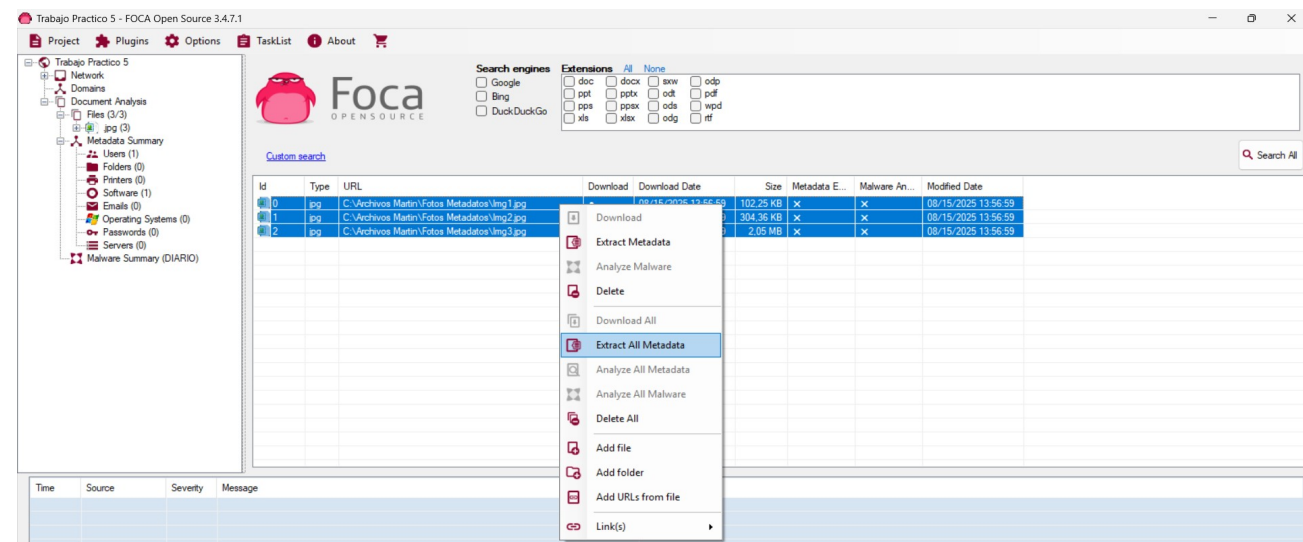 Trabajo Practico 5 - FOCA Open Source 3.4.7.1
Project Plugins Options TaskList About
Trabajo Practico 5
Network
Domains
Document Analysis
Files (3/3)
jpg (3)
Metadata Summary
Users (1)
Folders (0)
Printers (0)
Software (1)
Emails (0)
Operating Systems (0)
Passwords (0)
Servers (0)
Malware Summary (DIARIO)
Foca
OPENSOURCE
Search engines
Google
Bing
DuckDuckGo
Extensions All None
doc docx sxw odp
ppt pptx odt pdf
pps ppsx ods wpd
xls xlsx odg rtf
Custom search
Search All
Id Type URL Download Download Date Size Metadata E... Malware An... Modified Date
0 jpg C:\Archivos Martin\Fotos Metadatos\Img1.jpg 08/15/2025 13:56:59 102,25 KB × × 08/15/2025 13:56:59
1 jpg C:\Archivos Martin\Fotos Metadatos\Img2.jpg 304,36 KB × × 08/15/2025 13:56:59
2 jpg C:\Archivos Martin\Fotos Metadatos\Img3.jpg 2,05 MB × × 08/15/2025 13:56:59
Download
Extract Metadata
Analyze Malware
Delete
Download All
Extract All Metadata
Analyze All Metadata
Analyze All Malware
Delete All
Add file
Add folder
Add URLs from file
Link(s)
Time Source Severity Message